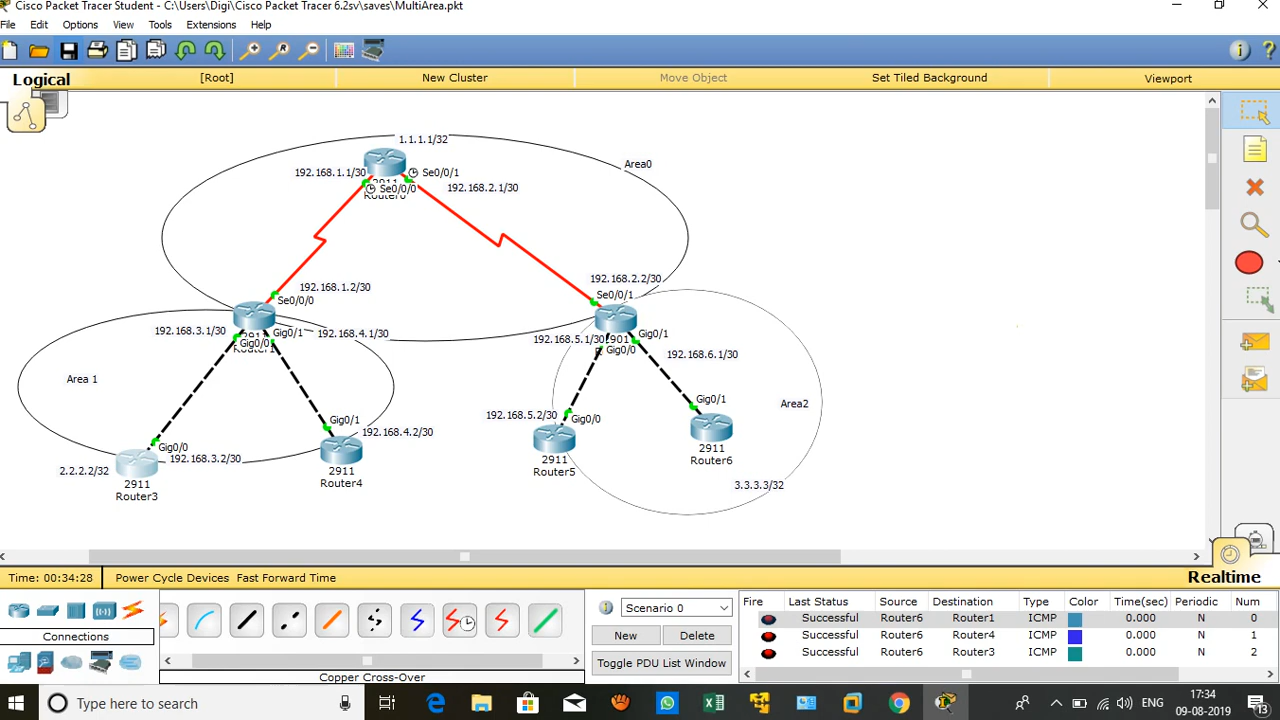 Cisco Packet Tracer Student - C:\Users\Digi\Cisco Packet Tracer 6.2sv\saves\MultiArea.pkt
File Edit Options View Tools Extensions Help
Logical
[Root]
New Cluster
Move Object
Set Tiled Background
Viewport
1.1.1.1/32
Area0
192.168.1.1/30
Se0/0/1
Se0/0/0
192.168.2.1/30
192.168.1.2/30
Se0/0/0
192.168.2.2/30
Se0/0/1
192.168.3.1/30
Gig0/1
192.168.4.1/30
Gig0/0
192.168.5.1/30
2901
Gig0/1
Gig0/0
192.168.6.1/30
Area 1
Area2
Gig0/1
192.168.5.2/30
Gig0/0
Gig0/1
192.168.4.2/30
Gig0/0
192.168.3.2/30
2.2.2.2/32
2911
Router3
2911
Router4
2911
Router5
2911
Router6
3.3.3.3/32
Time: 00:34:28
Power Cycle Devices Fast Forward Time
Realtime
Connections
Copper Cross-Over
Scenario 0
New
Delete
Toggle PDU List Window
Fire Last Status Source Destination Type Color Time(sec) Periodic Num
Successful Router6 Router1 ICMP 0.000 N 0
Successful Router6 Router4 ICMP 0.000 N 1
Successful Router6 Router3 ICMP 0.000 N 2
Type here to search
ENG
17:34
09-08-2019
13